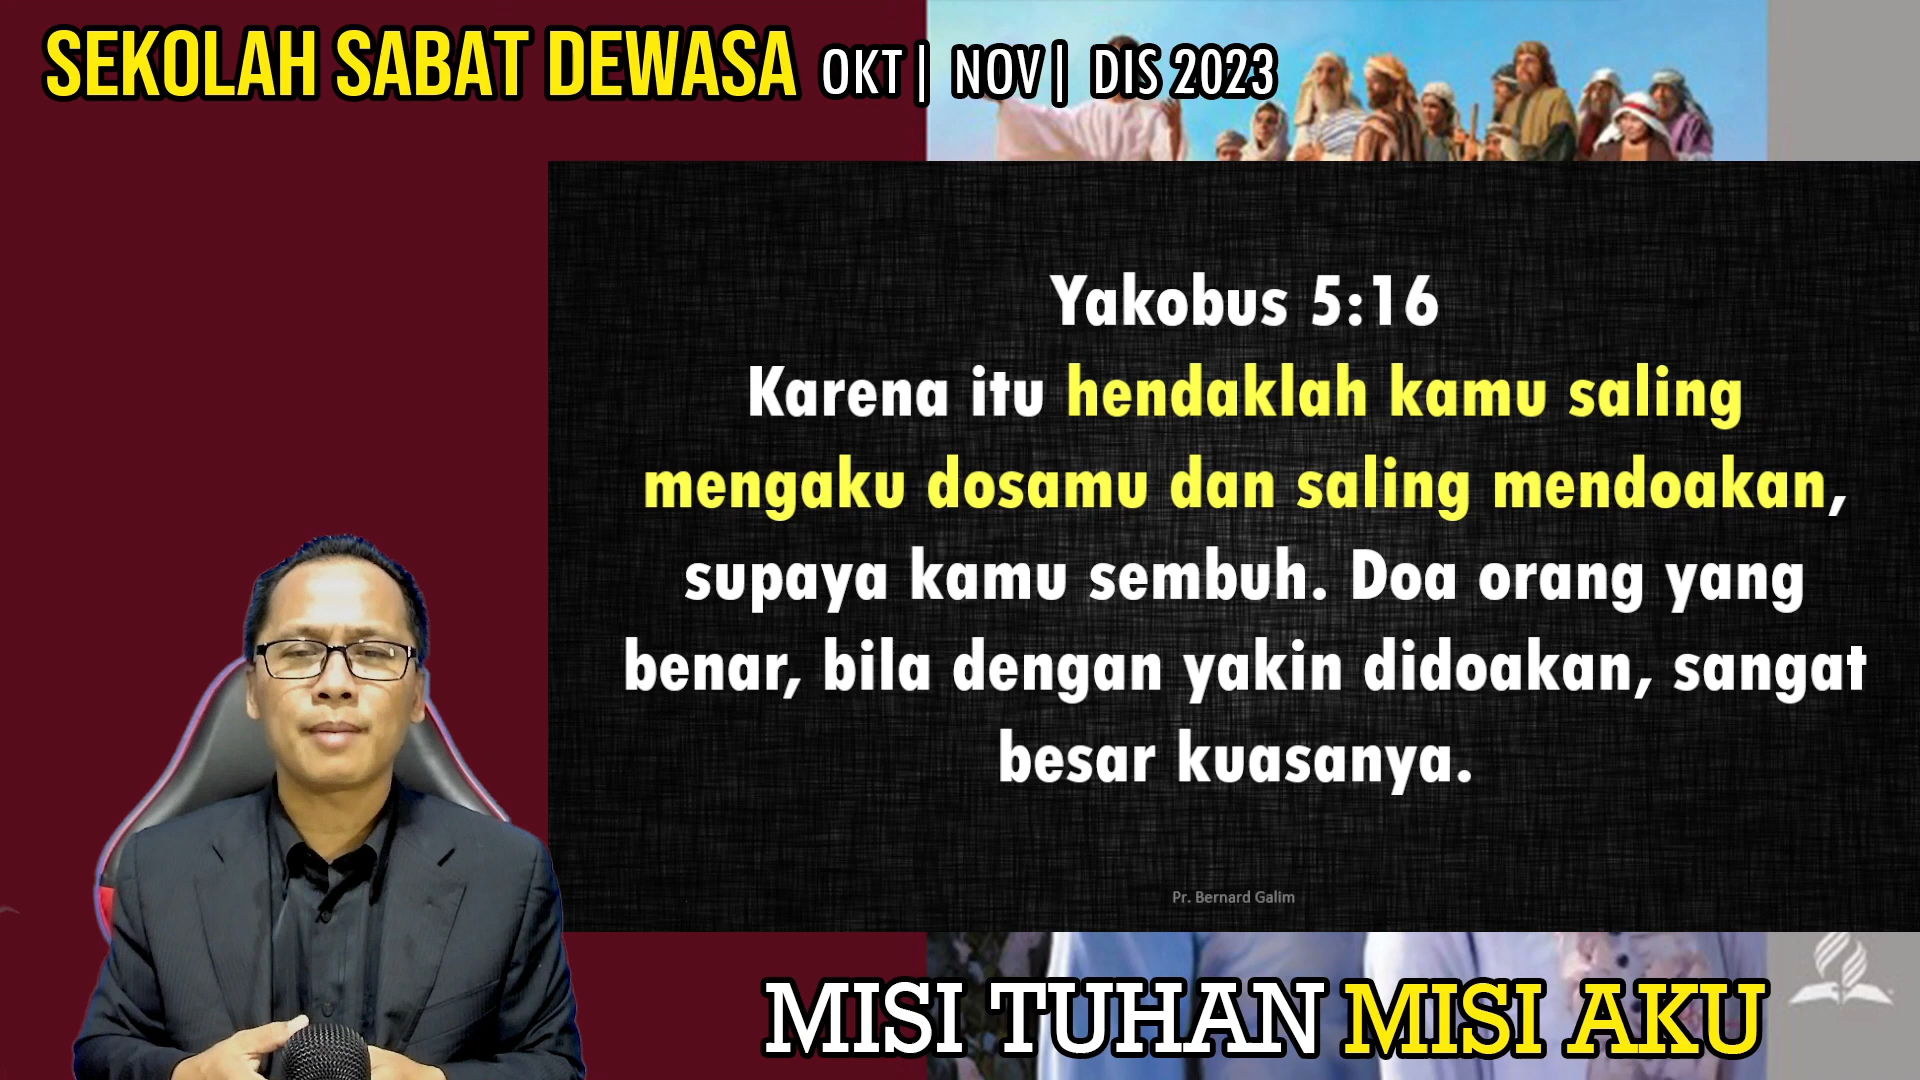 SEKOLAH SABAT DEWASA OKT | NOV | DIS 2023
Yakobus 5:16
Karena itu hendaklah kamu saling
mengaku dosamu dan saling mendoakan,
supaya kamu sembuh. Doa orang yang
benar, bila dengan yakin didoakan, sangat
besar kuasanya.
Pr. Bernard Galim
MISI TUHAN MISI AKU